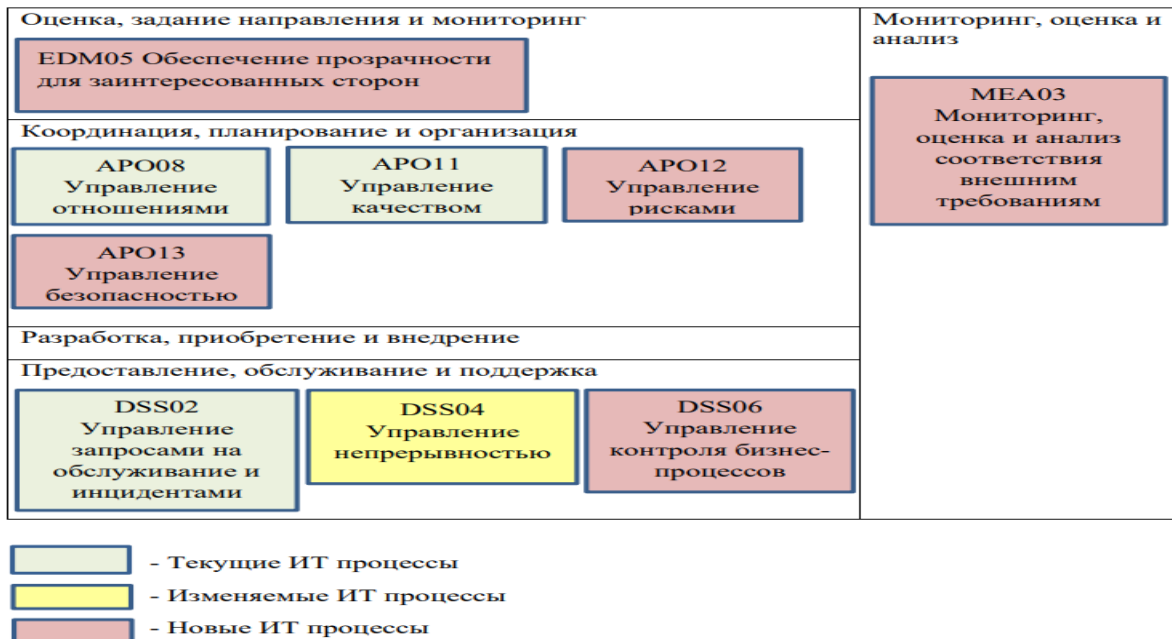 Оценка, задание направления и мониторинг
EDM05 Обеспечение прозрачности
для заинтересованных сторон
Мониторинг, оценка и
анализ
MEA03
Мониторинг,
оценка и анализ
соответствия
внешним
требованиям
Координация, планирование и организация
APO08
Управление
отношениями
APO11
Управление
качеством
APO12
Управление
рисками
APO13
Управление
безопасностью
Разработка, приобретение и внедрение
Предоставление, обслуживание и поддержка
DSS02
Управление
запросами на
обслуживание и
инцидентами
DSS04
Управление
непрерывностью
DSS06
Управление
контроля бизнес-
процессов
- Текущие ИТ процессы
- Изменяемые ИТ процессы
- Новые ИТ процессы